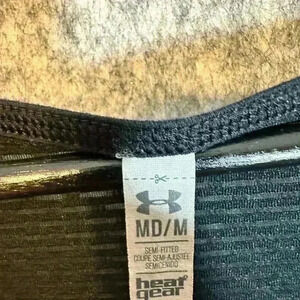 MD/M
SEMI-FITTED
COUPE SEMI-AJUSTÉE
SEMICEÑIDO
heat
gear